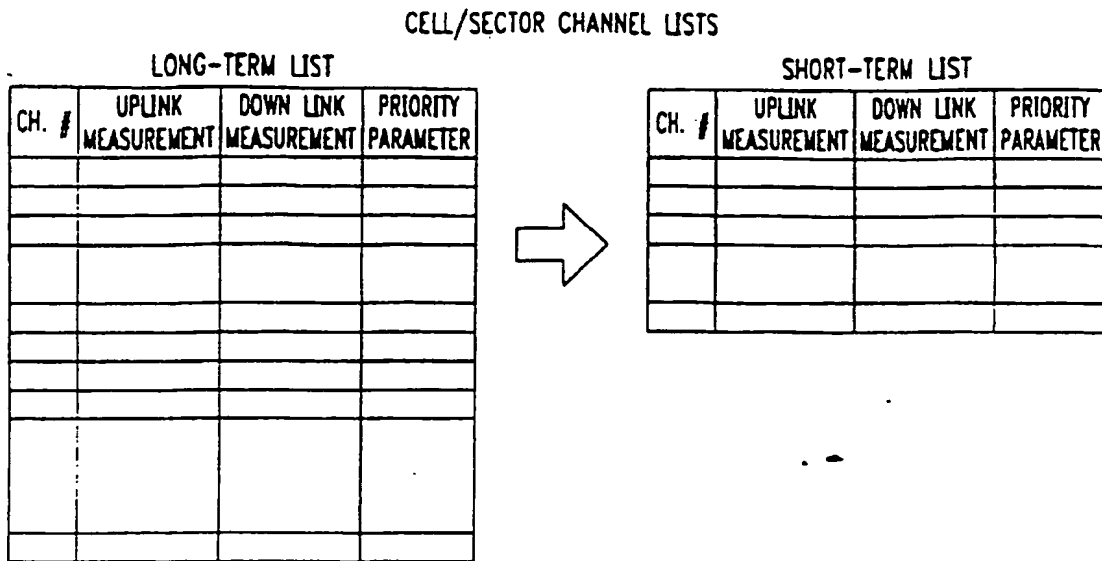 CELL/SECTOR CHANNEL LISTS
LONG-TERM LIST
CH. # UPLINK MEASUREMENT DOWN LINK MEASUREMENT PRIORITY PARAMETER
SHORT-TERM LIST
CH. # UPLINK MEASUREMENT DOWN LINK MEASUREMENT PRIORITY PARAMETER